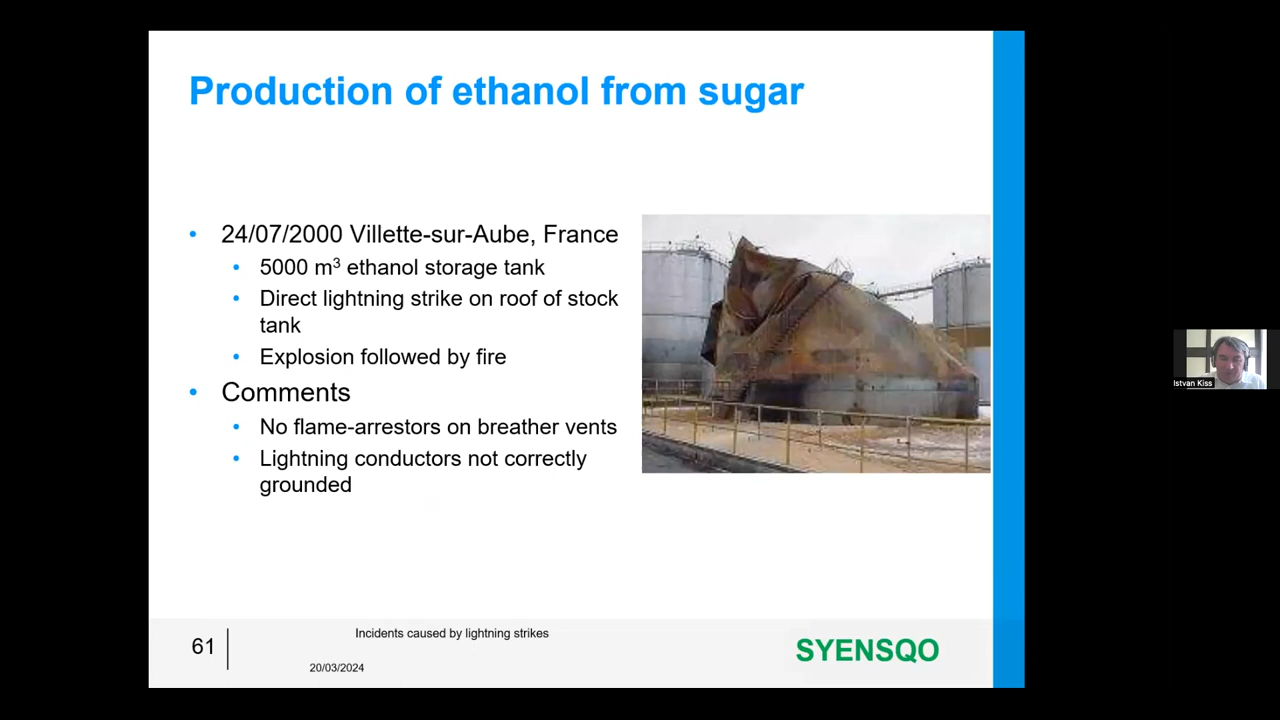 Production of ethanol from sugar
• 24/07/2000 Villette-sur-Aube, France
• 5000 m³ ethanol storage tank
• Direct lightning strike on roof of stock
tank
• Explosion followed by fire
• Comments
• No flame-arrestors on breather vents
• Lightning conductors not correctly
grounded
Istvan Kiss
61
Incidents caused by lightning strikes
20/03/2024
SYENSQO